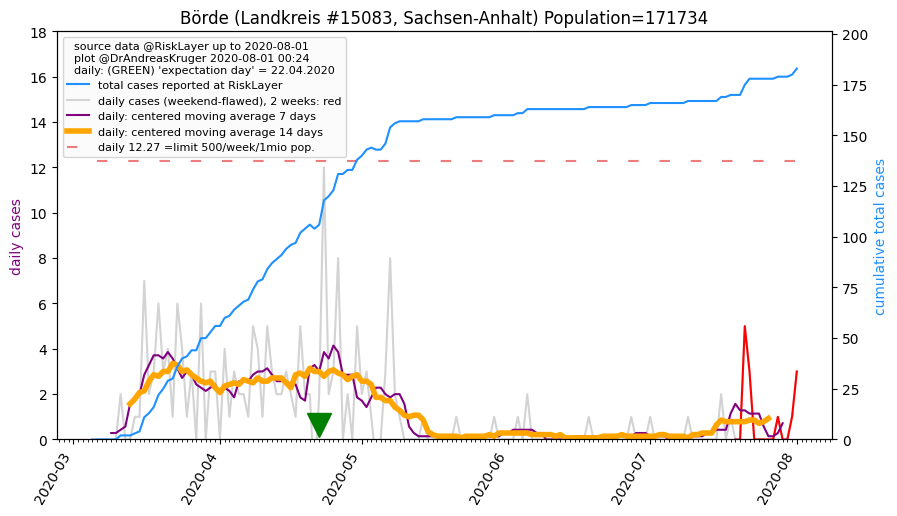 Börde (Landkreis #15083, Sachsen-Anhalt) Population=171734
source data @RiskLayer up to 2020-08-01
plot @DrAndreasKruger 2020-08-01 00:24
daily: (GREEN) 'expectation day' = 22.04.2020
total cases reported at RiskLayer
daily cases (weekend-flawed), 2 weeks: red
daily: centered moving average 7 days
daily: centered moving average 14 days
daily 12.27 =limit 500/week/1mio pop.
daily cases
18
16
14
12
10
8
6
4
2
0
cumulative total cases
200
175
150
125
100
75
50
25
0
2020-03
2020-04
2020-05
2020-06
2020-07
2020-08